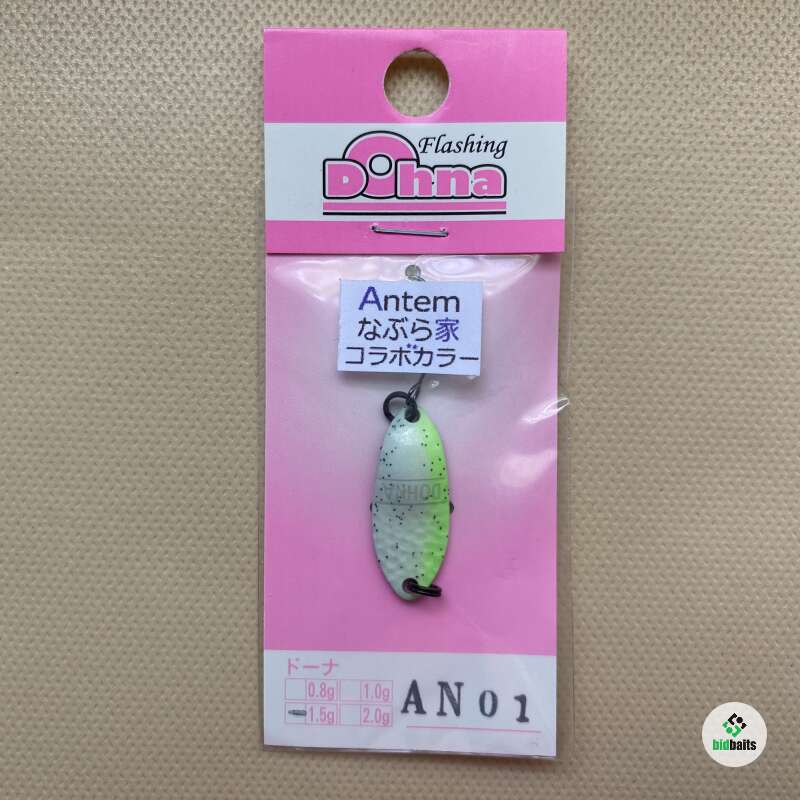 Flashing
Dohna
Antem
なぶら家
コラボカラー
DOHNA
ドーナ
0.8g 1.0g
1.5g 2.0g
AN01
bidbaits